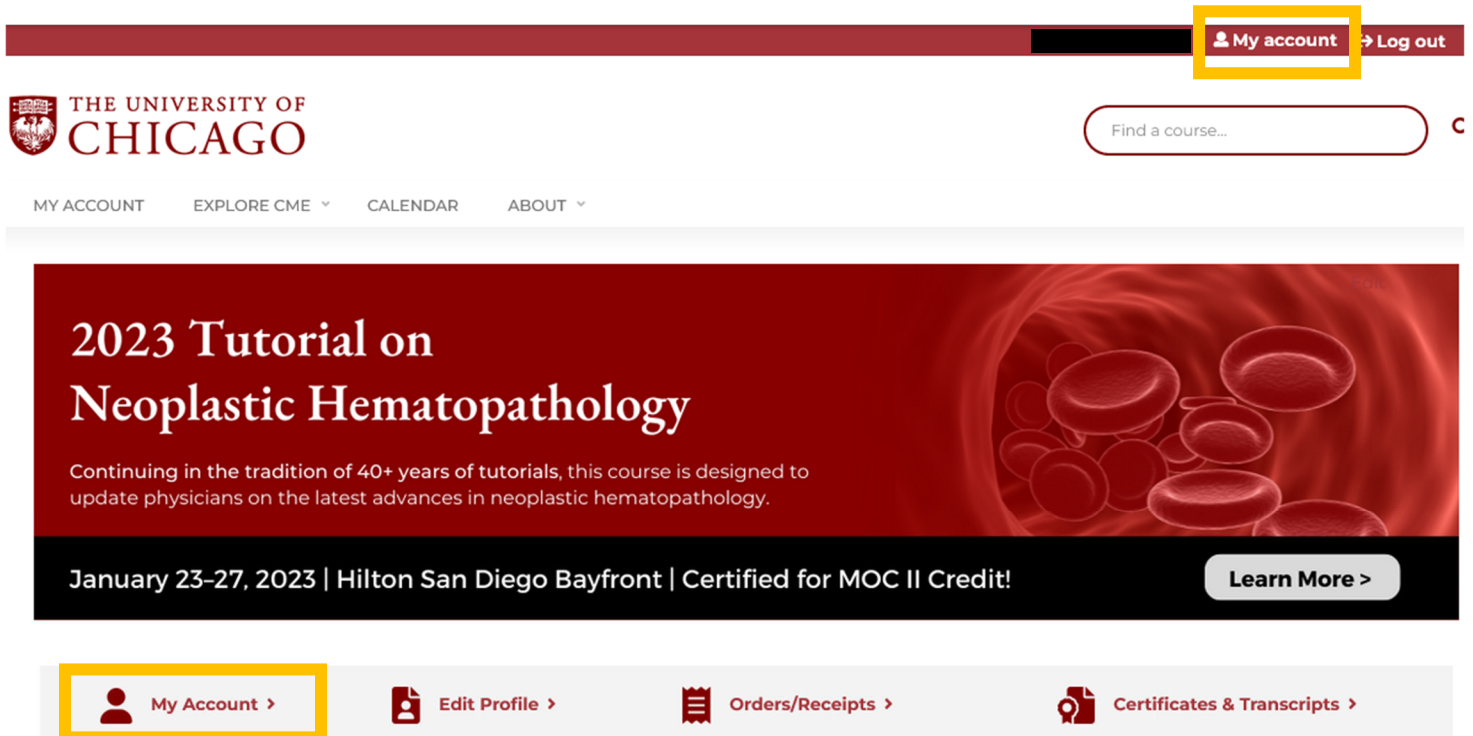 My account Log out
THE UNIVERSITY OF
CHICAGO
Find a course...
MY ACCOUNT EXPLORE CME CALENDAR ABOUT
2023 Tutorial on
Neoplastic Hematopathology
Continuing in the tradition of 40+ years of tutorials, this course is designed to
update physicians on the latest advances in neoplastic hematopathology.
January 23–27, 2023 | Hilton San Diego Bayfront | Certified for MOC II Credit!
Learn More >
My Account > Edit Profile > Orders/Receipts > Certificates & Transcripts >